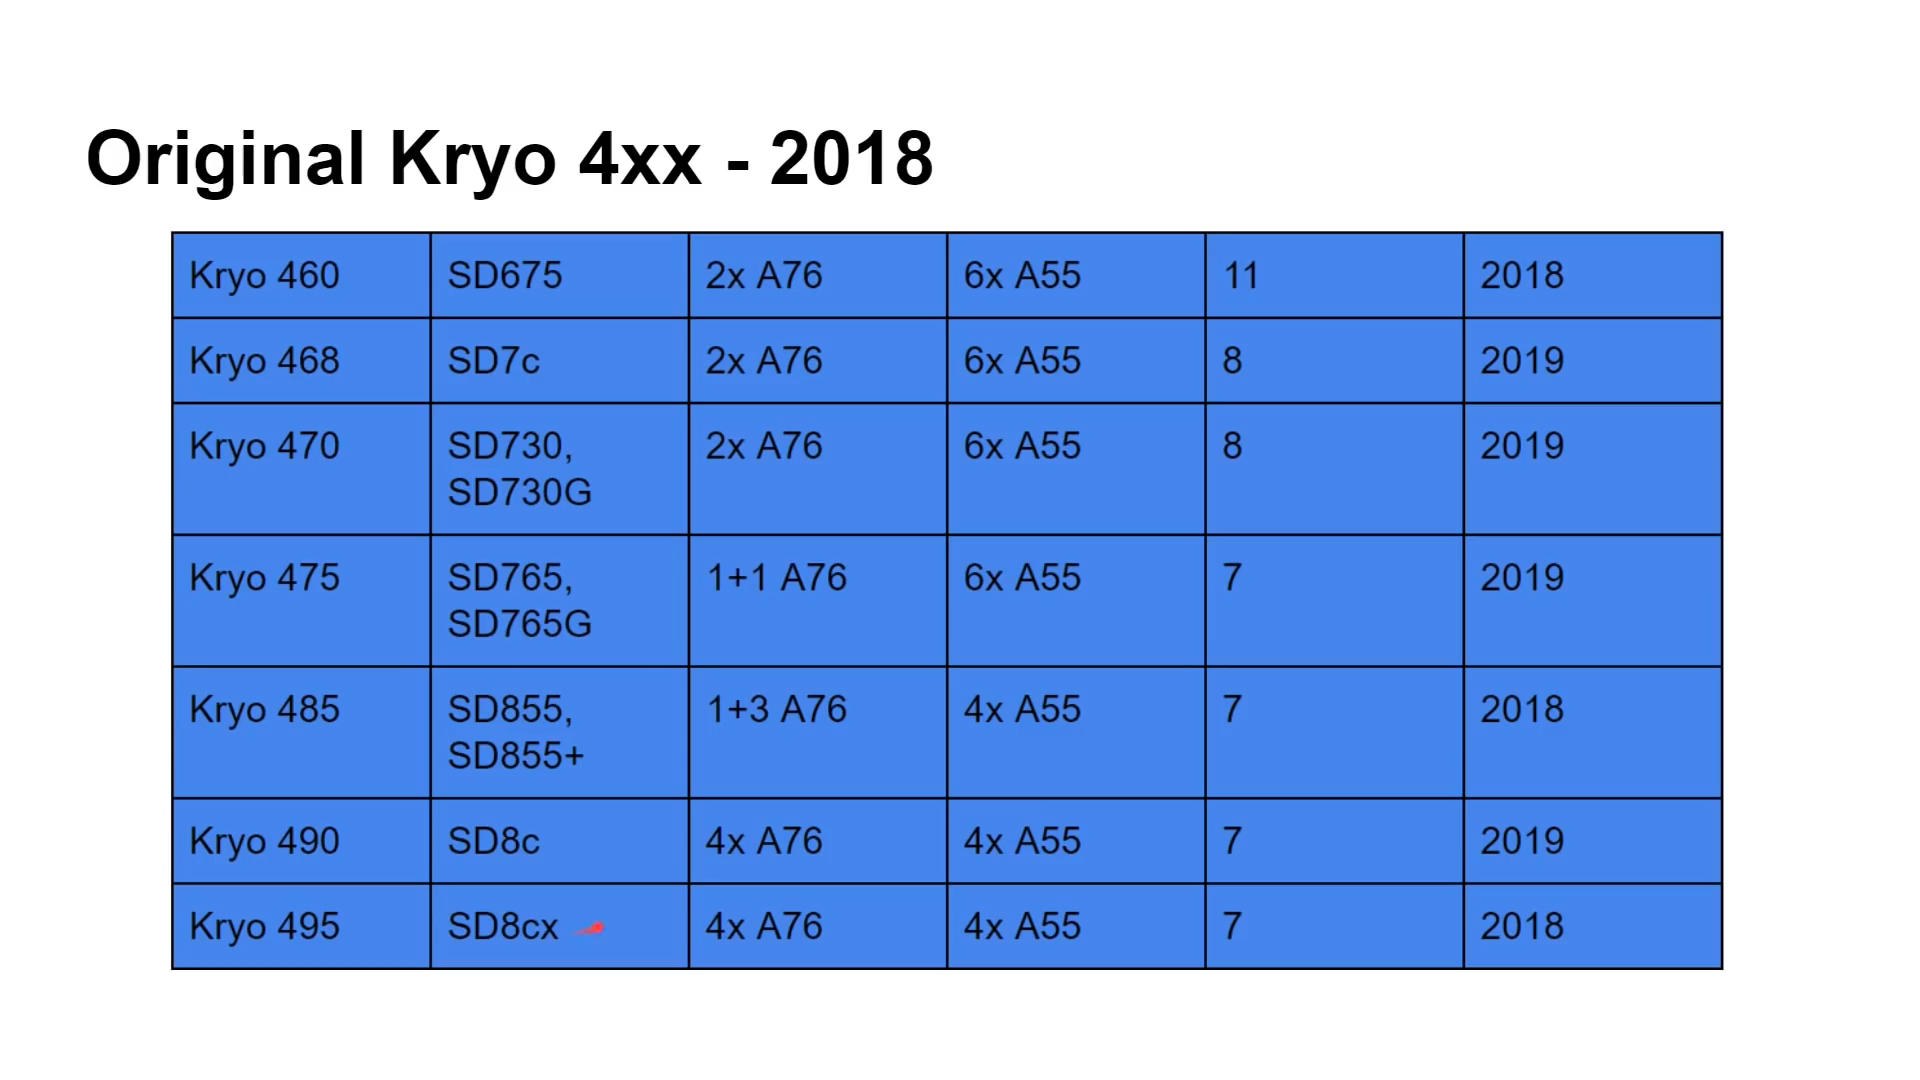 Original Kryo 4xx - 2018
Kryo 460 SD675 2x A76 6x A55 11 2018
Kryo 468 SD7c 2x A76 6x A55 8 2019
Kryo 470 SD730, 2x A76 6x A55 8 2019
SD730G
Kryo 475 SD765, 1+1 A76 6x A55 7 2019
SD765G
Kryo 485 SD855, 1+3 A76 4x A55 7 2018
SD855+
Kryo 490 SD8c 4x A76 4x A55 7 2019
Kryo 495 SD8cx 4x A76 4x A55 7 2018